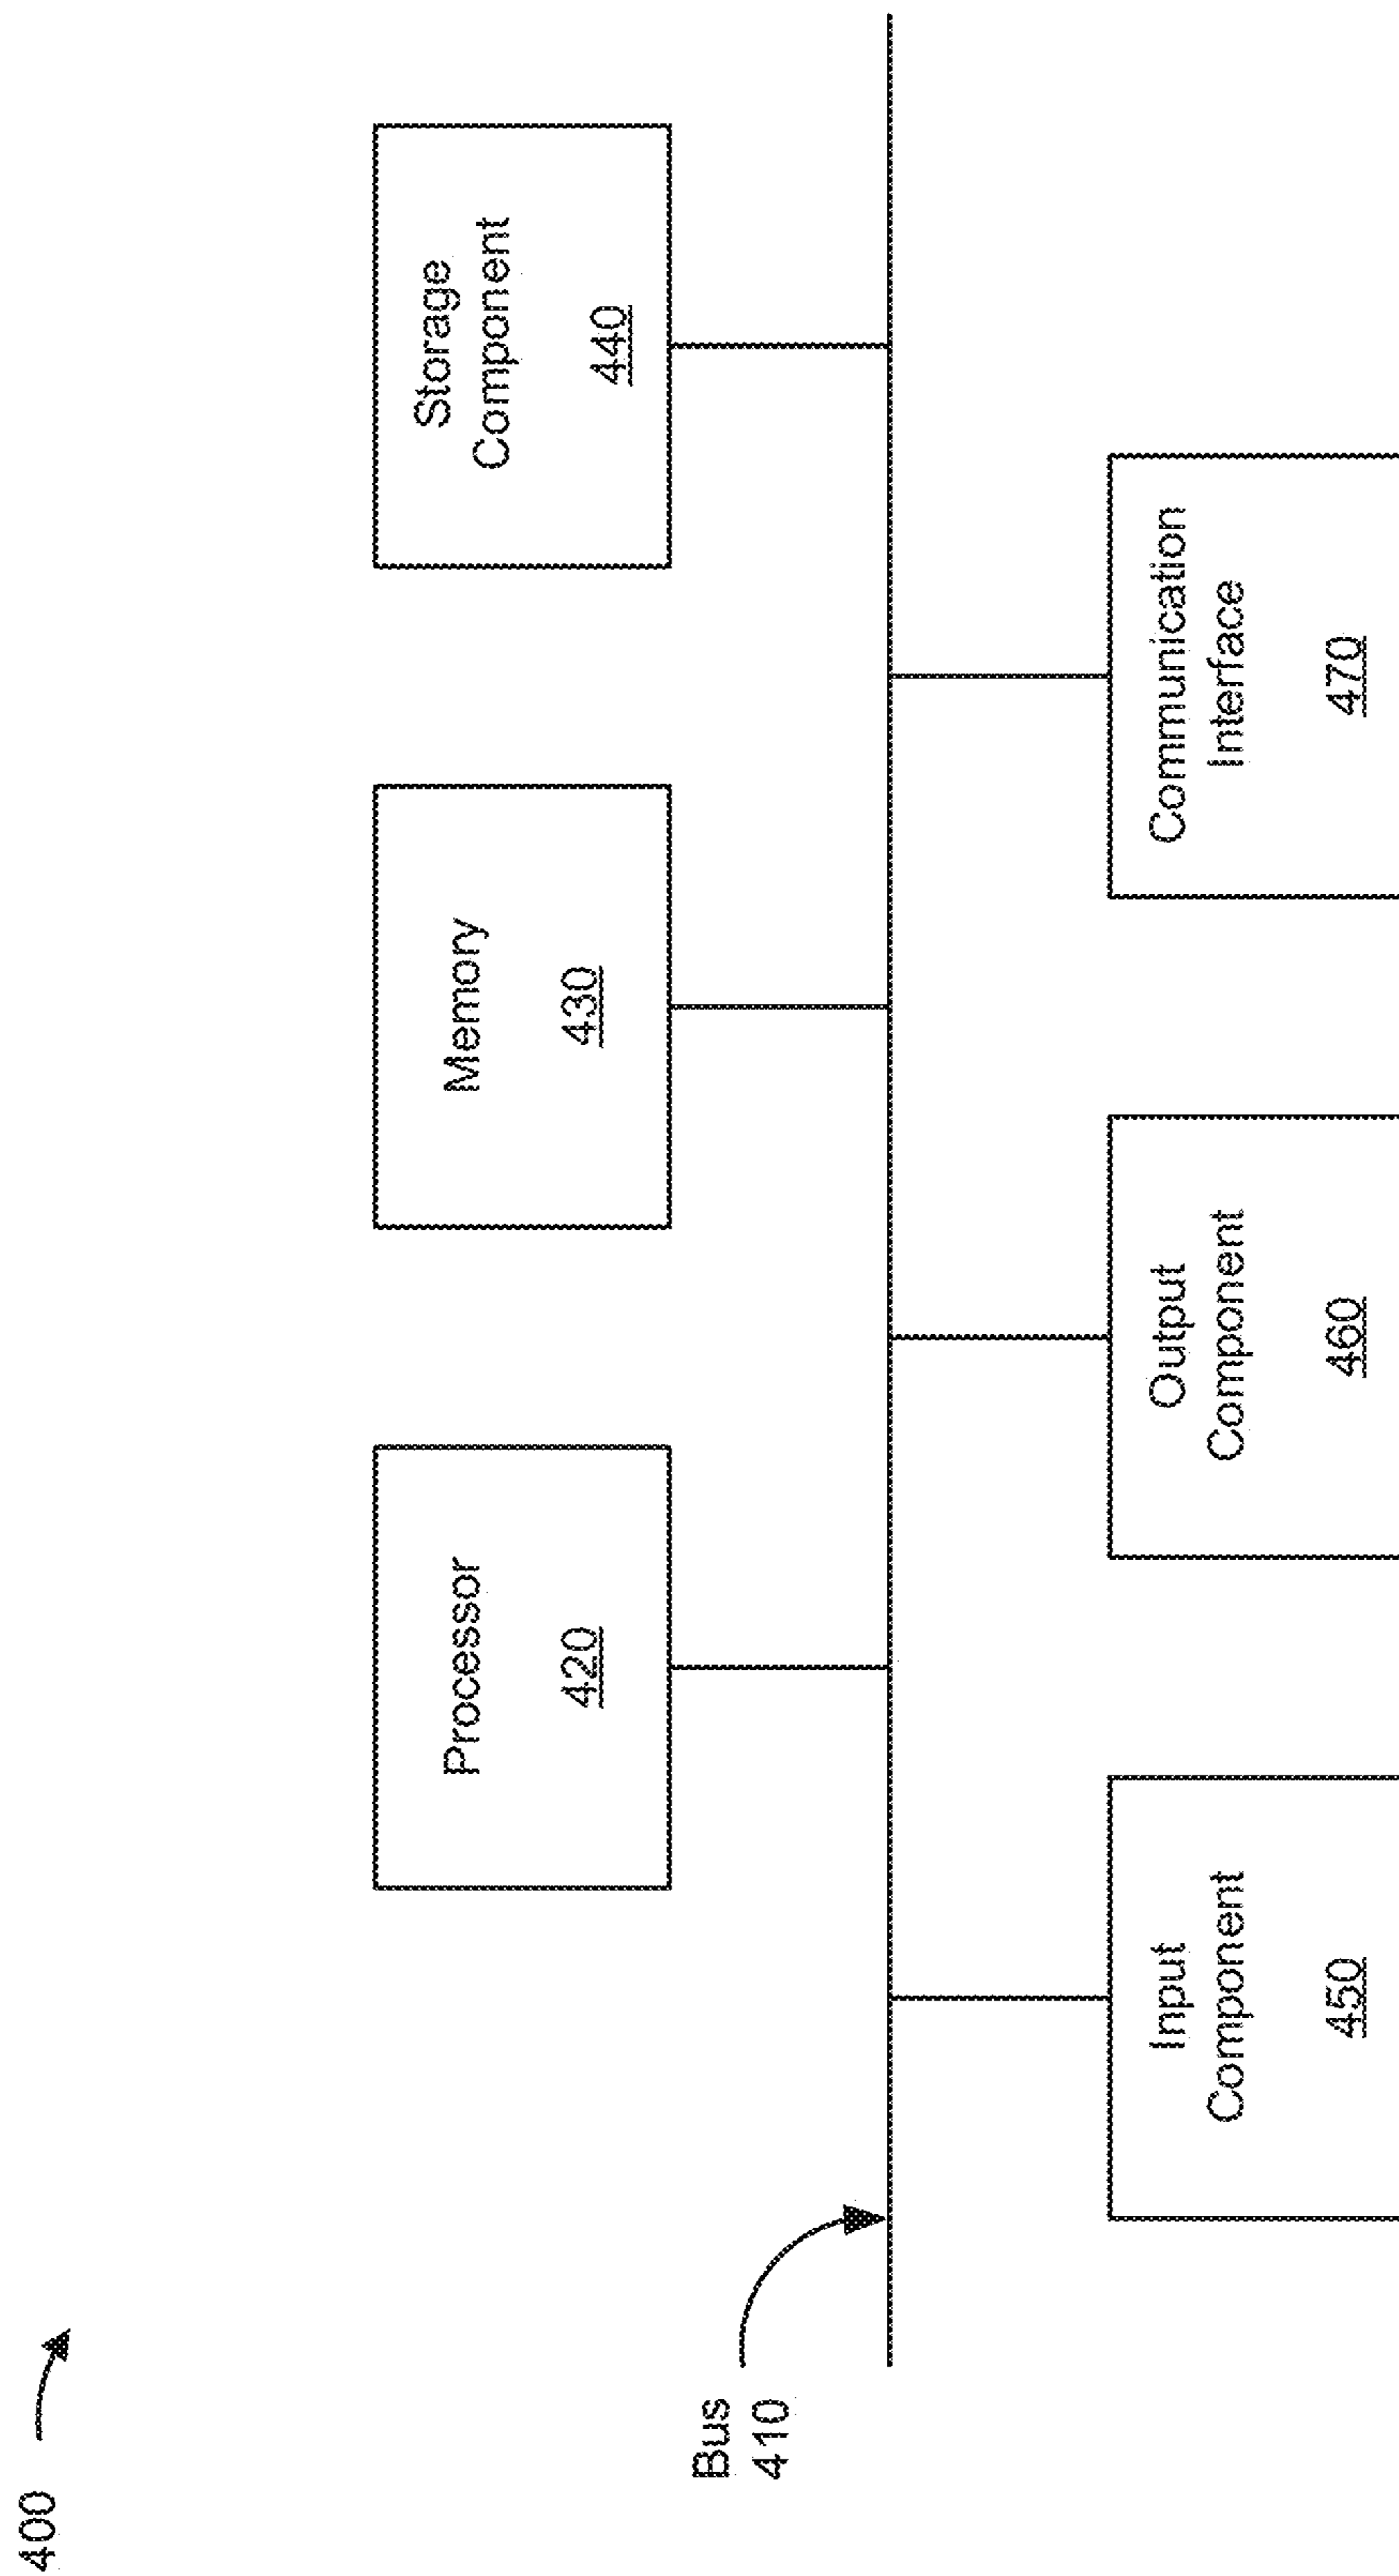 400
Processor
420
Memory
430
Storage
Component
440
Bus
410
Input
Component
450
Output
Component
460
Communication
Interface
470